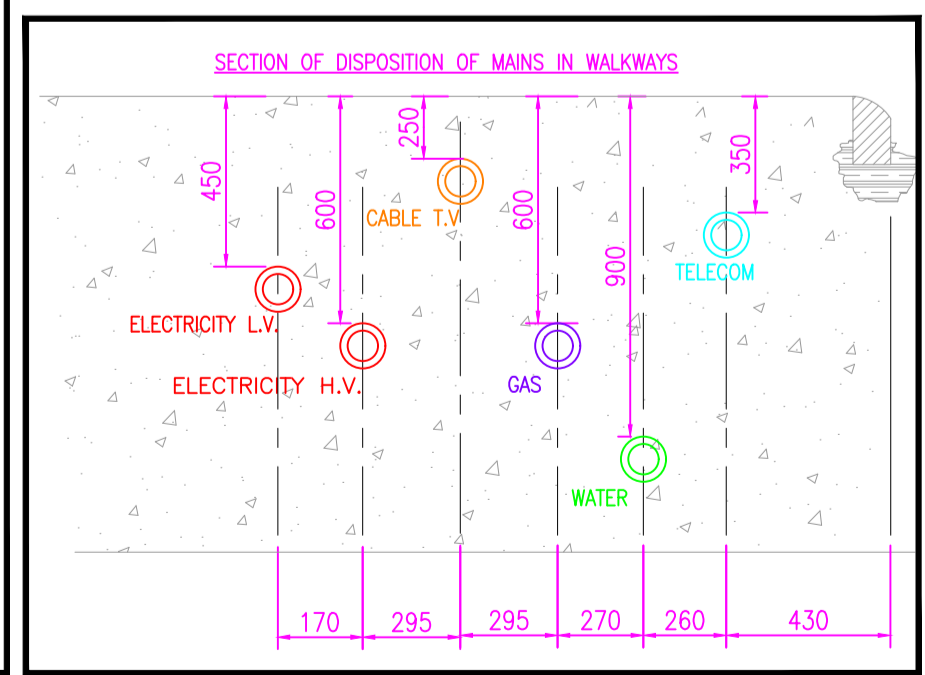 SECTION OF DISPOSITION OF MAINS IN WALKWAYS
450
600
250
600
900
350
CABLE T.V
TELECOM
ELECTRICITY L.V.
ELECTRICITY H.V.
GAS
WATER
170
295
295
270
260
430